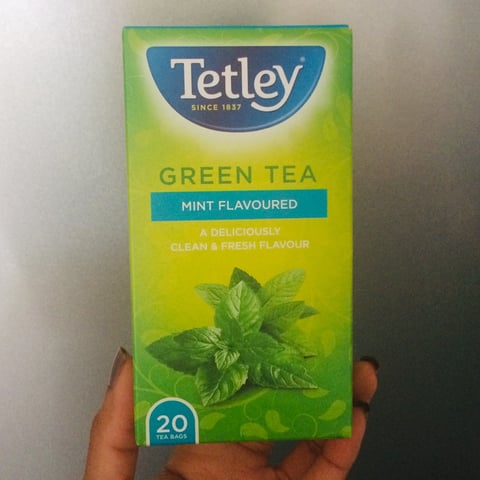 Tetley®
SINCE 1837
GREEN TEA
MINT FLAVOURED
A DELICIOUSLY
CLEAN & FRESH FLAVOUR
20
TEA BAGS